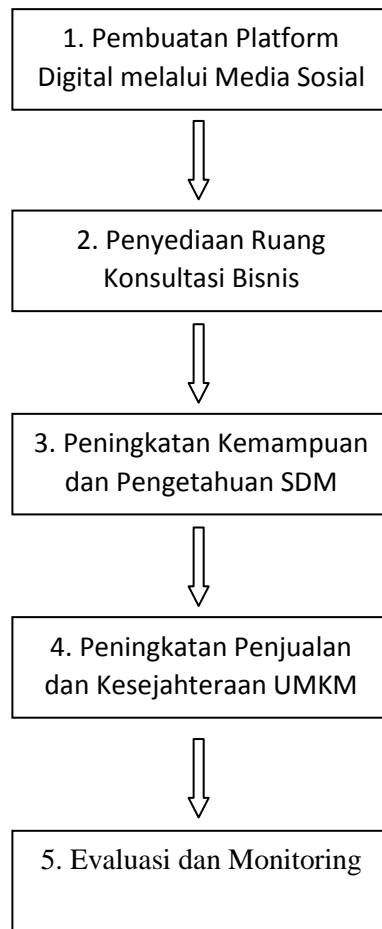 1. Pembuatan Platform
Digital melalui Media Sosial
2. Penyediaan Ruang
Konsultasi Bisnis
3. Peningkatan Kemampuan
dan Pengetahuan SDM
4. Peningkatan Penjualan
dan Kesejahteraan UMKM
5. Evaluasi dan Monitoring